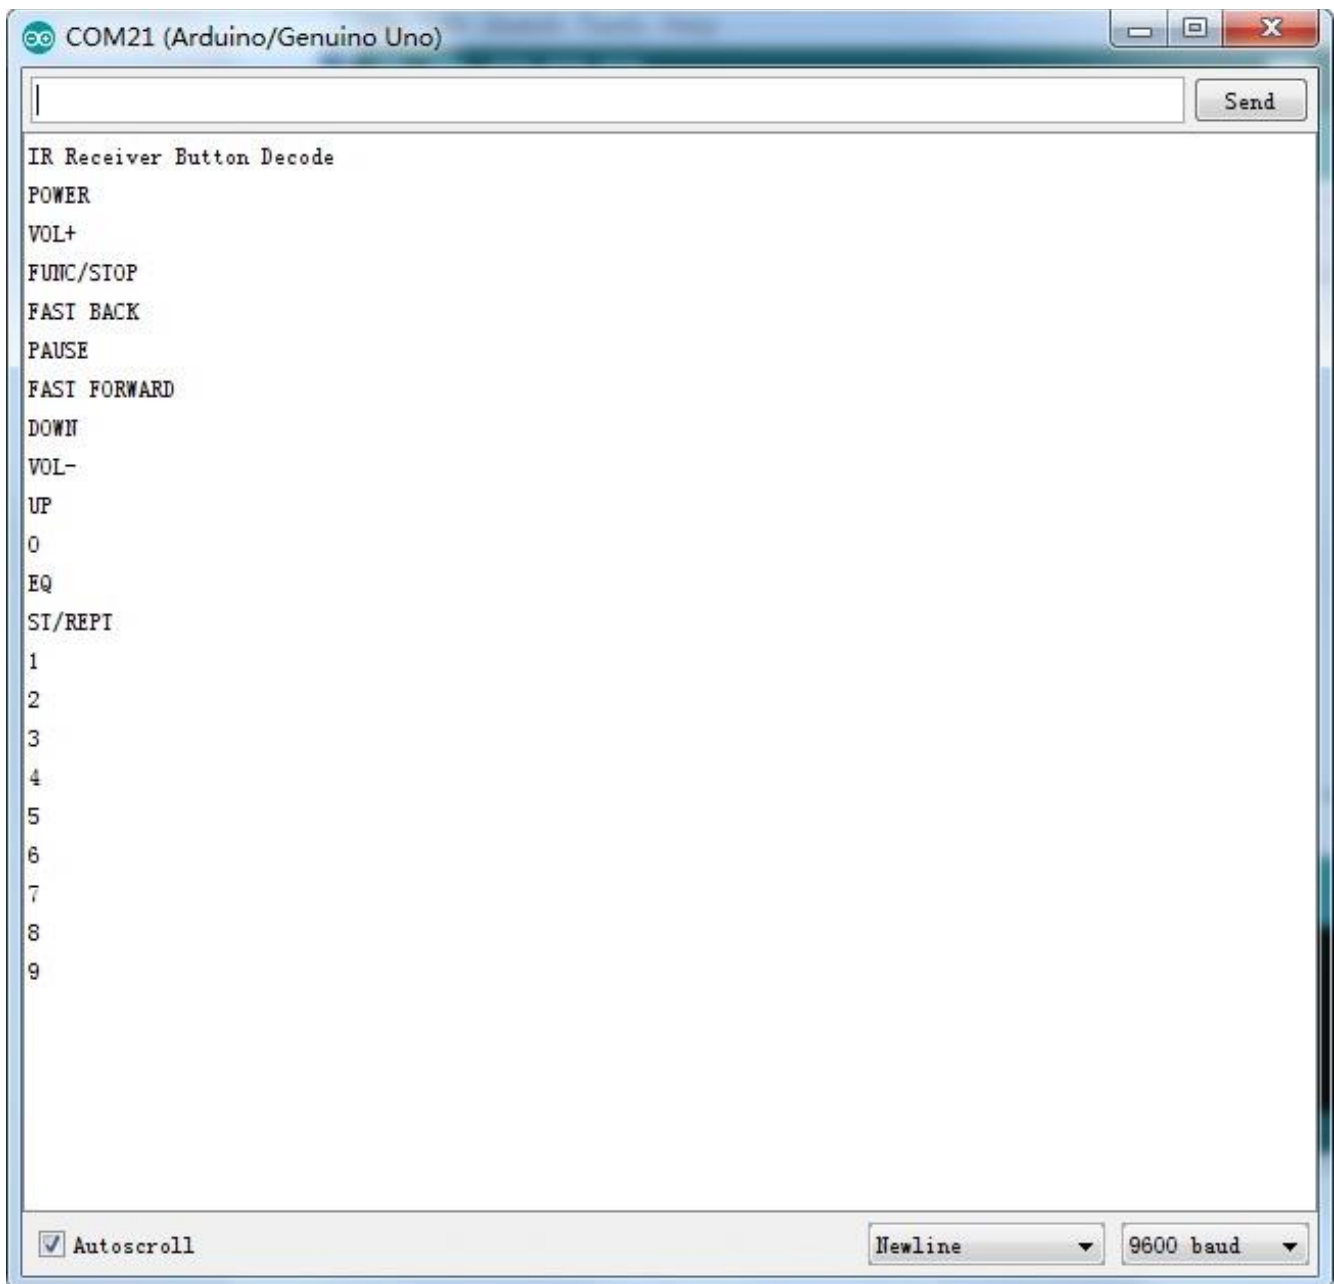 COM21 (Arduino/Genuino Uno)
Send
IR Receiver Button Decode
POWER
VOL+
FUNC/STOP
FAST BACK
PAUSE
FAST FORWARD
DOWN
VOL-
UP
0
EQ
ST/REPT
1
2
3
4
5
6
7
8
9
Autoscroll
Newline
9600 baud